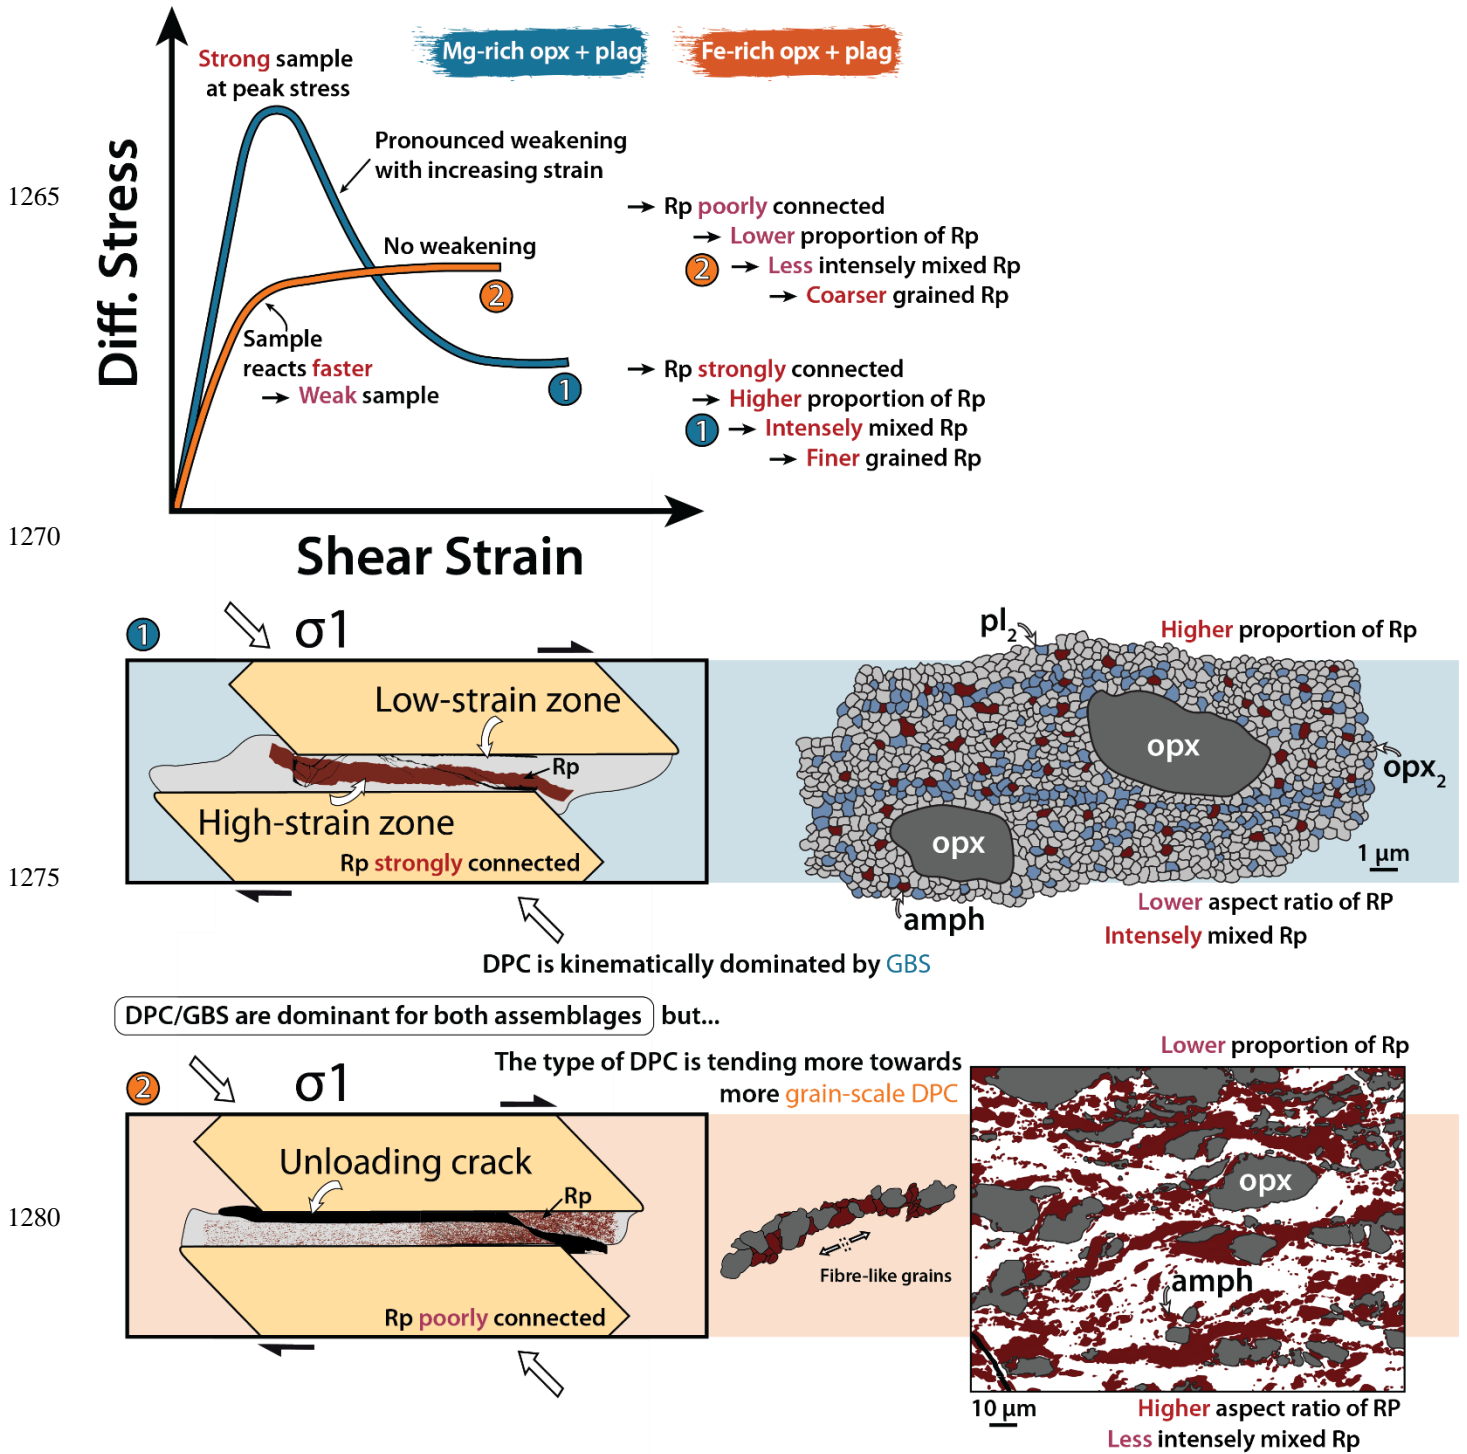 Mg-rich opx + plag
Fe-rich opx + plag
Strong sample
at peak stress
Pronounced weakening
with increasing strain
No weakening
2
Sample
reacts faster
→ Weak sample
1
Diff. Stress
Shear Strain
→ Rp poorly connected
→ Lower proportion of Rp
2 → Less intensely mixed Rp
→ Coarser grained Rp
→ Rp strongly connected
→ Higher proportion of Rp
1 → Intensely mixed Rp
→ Finer grained Rp
1265
1270
1
σ1
Low-strain zone
Rp
High-strain zone
Rp strongly connected
pl2
Higher proportion of Rp
opx
opx
opx2
1 µm
amph
Lower aspect ratio of RP
Intensely mixed Rp
1275
DPC is kinematically dominated by GBS
DPC/GBS are dominant for both assemblages but...
The type of DPC is tending more towards
more grain-scale DPC
2
σ1
Unloading crack
Rp
Rp poorly connected
Fibre-like grains
Lower proportion of Rp
opx
amph
10 µm
Higher aspect ratio of RP
Less intensely mixed Rp
1280